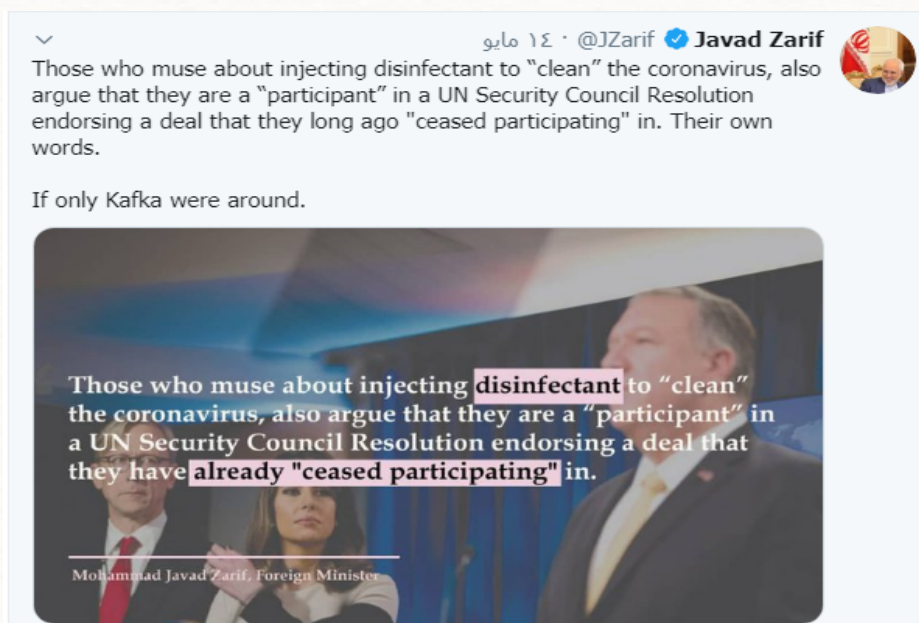 Javad Zarif @JZarif · ١٤ مايو
Those who muse about injecting disinfectant to “clean” the coronavirus, also
argue that they are a “participant” in a UN Security Council Resolution
endorsing a deal that they long ago "ceased participating" in. Their own
words.
If only Kafka were around.
Those who muse about injecting disinfectant to “clean”
the coronavirus, also argue that they are a “participant” in
a UN Security Council Resolution endorsing a deal that
they have already "ceased participating" in.
Mohammad Javad Zarif, Foreign Minister